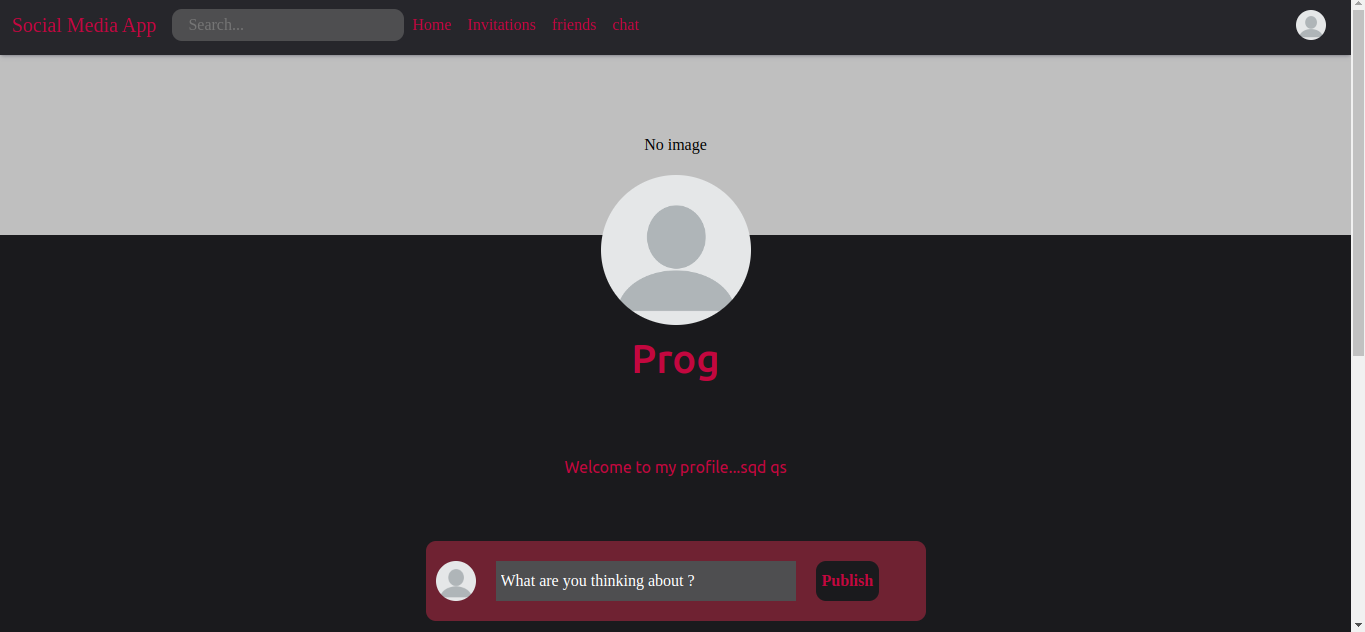 Social Media App Search... Home Invitations friends chat
No image
Prog
Welcome to my profile...sqd qs
What are you thinking about ? Publish